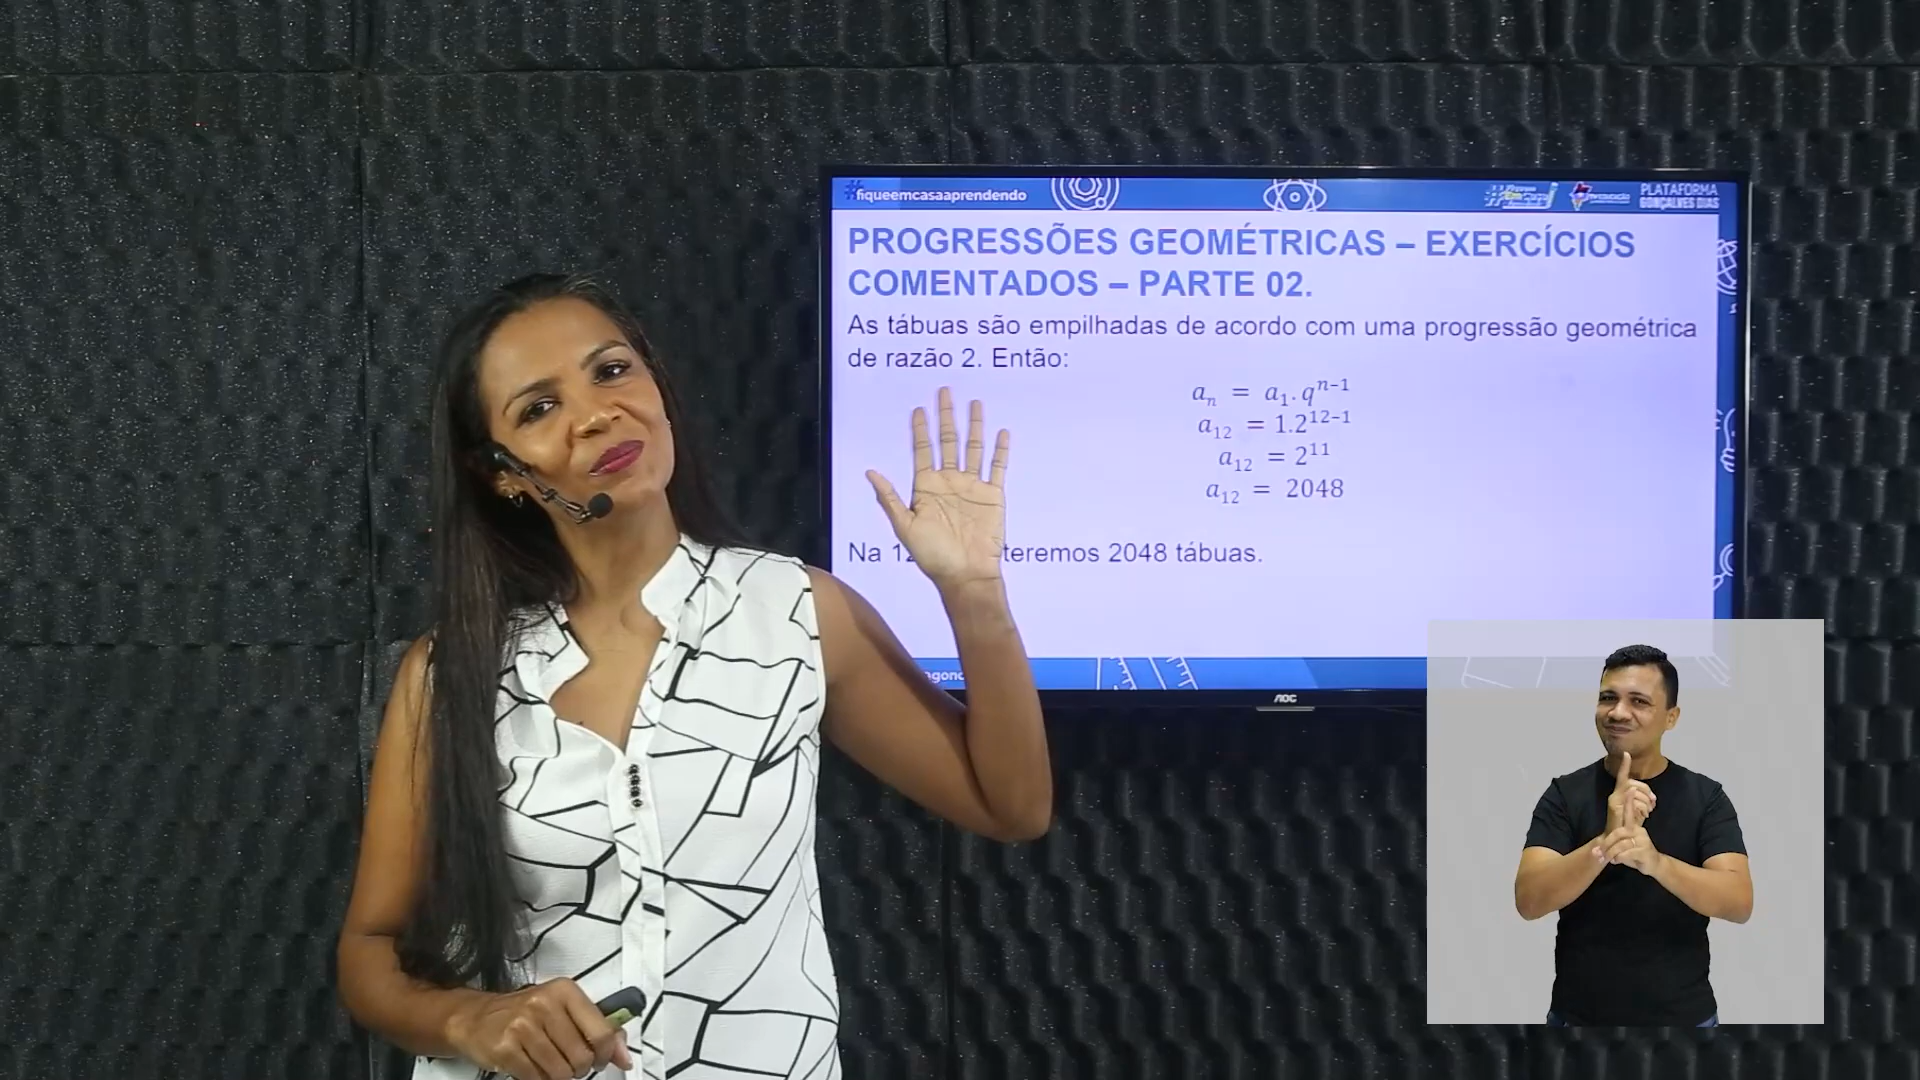 #fiqueemcasaaprendendo
PLATAFORMA
GONÇALVES DIAS
PROGRESSÕES GEOMÉTRICAS – EXERCÍCIOS
COMENTADOS – PARTE 02.
As tábuas são empilhadas de acordo com uma progressão geométrica
de razão 2. Então:
aₙ = a₁.qⁿ⁻¹
a₁₂ = 1.2¹²⁻¹
a₁₂ = 2¹¹
a₁₂ = 2048
Na teremos 2048 tábuas.
AOC